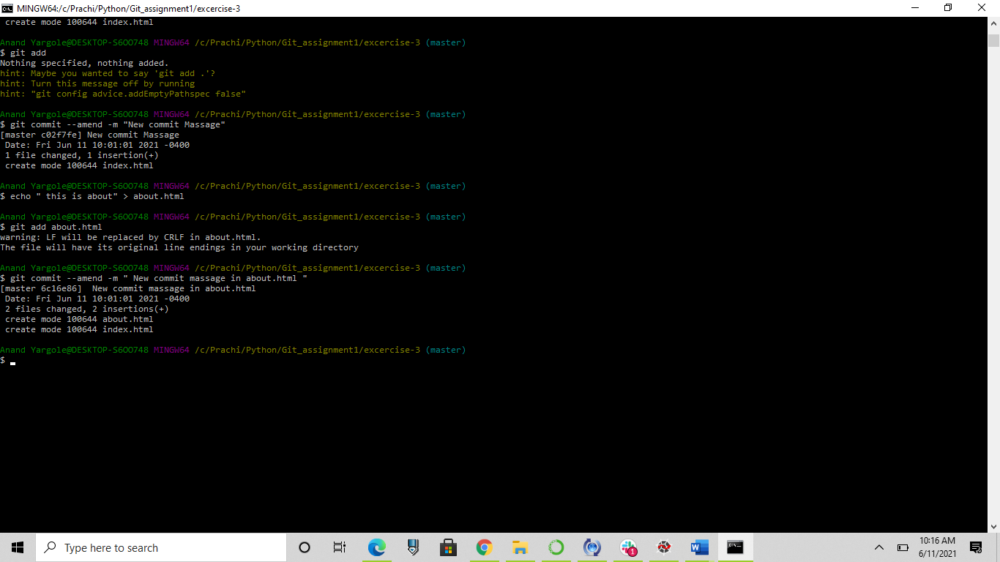 MINGW64:/c/Prachi/Python/Git_assignment1/excercise-3
create mode 100644 index.html
Anand Yargole@DESKTOP-S6OO748 MINGW64 /c/Prachi/Python/Git_assignment1/excercise-3 (master)
$ git add
Nothing specified, nothing added.
hint: Maybe you wanted to say 'git add .'?
hint: Turn this message off by running
hint: "git config advice.addEmptyPathspec false"
Anand Yargole@DESKTOP-S6OO748 MINGW64 /c/Prachi/Python/Git_assignment1/excercise-3 (master)
$ git commit --amend -m "New commit Massage"
[master c02f7fe] New commit Massage
Date: Fri Jun 11 10:01:01 2021 -0400
1 file changed, 1 insertion(+)
create mode 100644 index.html
Anand Yargole@DESKTOP-S6OO748 MINGW64 /c/Prachi/Python/Git_assignment1/excercise-3 (master)
$ echo " this is about" > about.html
Anand Yargole@DESKTOP-S6OO748 MINGW64 /c/Prachi/Python/Git_assignment1/excercise-3 (master)
$ git add about.html
warning: LF will be replaced by CRLF in about.html.
The file will have its original line endings in your working directory
Anand Yargole@DESKTOP-S6OO748 MINGW64 /c/Prachi/Python/Git_assignment1/excercise-3 (master)
$ git commit --amend -m " New commit massage in about.html "
[master 6c16e86]  New commit massage in about.html
Date: Fri Jun 11 10:01:01 2021 -0400
2 files changed, 2 insertions(+)
create mode 100644 about.html
create mode 100644 index.html
Anand Yargole@DESKTOP-S6OO748 MINGW64 /c/Prachi/Python/Git_assignment1/excercise-3 (master)
$
Type here to search
1
10:16 AM
6/11/2021